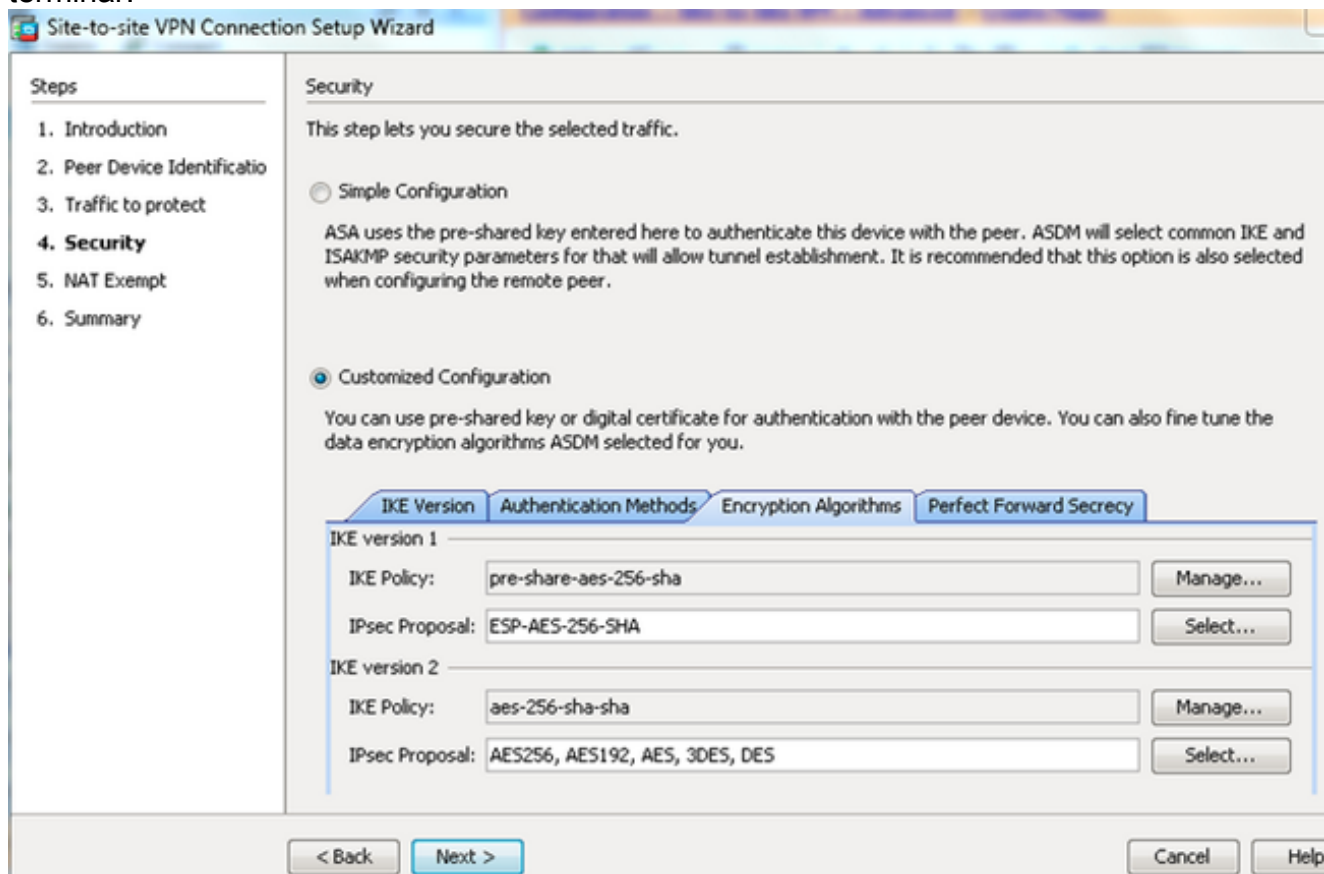 Site-to-site VPN Connection Setup Wizard
Steps
1. Introduction
2. Peer Device Identificatio
3. Traffic to protect
4. Security
5. NAT Exempt
6. Summary
Security
This step lets you secure the selected traffic.
Simple Configuration
ASA uses the pre-shared key entered here to authenticate this device with the peer. ASDM will select common IKE and
ISAKMP security parameters for that will allow tunnel establishment. It is recommended that this option is also selected
when configuring the remote peer.
Customized Configuration
You can use pre-shared key or digital certificate for authentication with the peer device. You can also fine tune the
data encryption algorithms ASDM selected for you.
IKE Version Authentication Methods Encryption Algorithms Perfect Forward Secrecy
IKE version 1
IKE Policy: pre-share-aes-256-sha Manage...
IPsec Proposal: ESP-AES-256-SHA Select...
IKE version 2
IKE Policy: aes-256-sha-sha Manage...
IPsec Proposal: AES256, AES192, AES, 3DES, DES Select...
< Back Next > Cancel Help